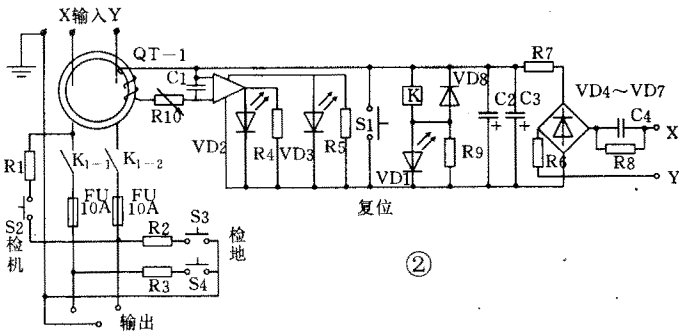 X输入Y
QT-1
C1
R10
VD2
R4
VD3
R5
S1
K
VD1
VD8
R9
C2
C3
R7
VD4~VD7
R6
C4
R8
X
Y
R1
K1-1
K1-2
FU
10A
FU
10A
S2
检机
R2
S3
R3
S4
检地
复位
②
输出